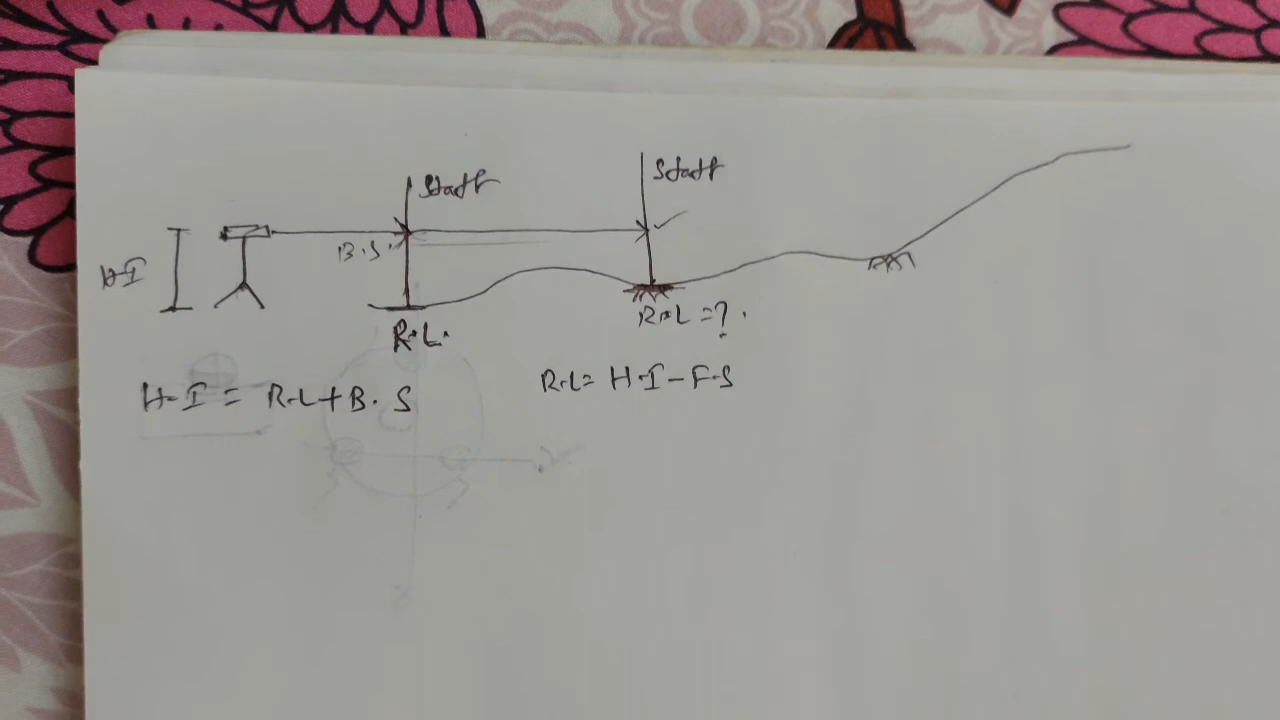 Staff
Staff
H.I
B.S.
R.L.
R.L =?.
H.I = R.L+B.S
R.L= H.I-F.S